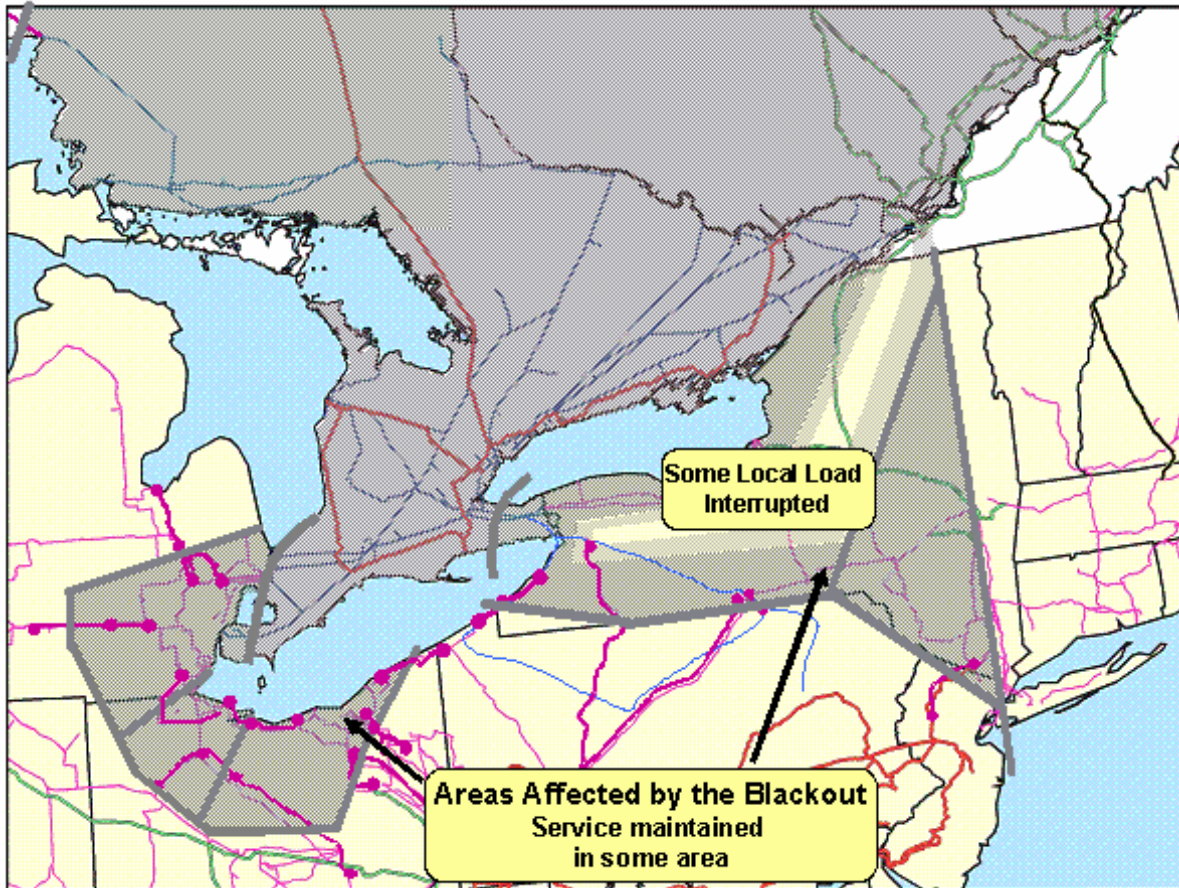 Some Local Load
Interrupted
Areas Affected by the Blackout
Service maintained
in some area